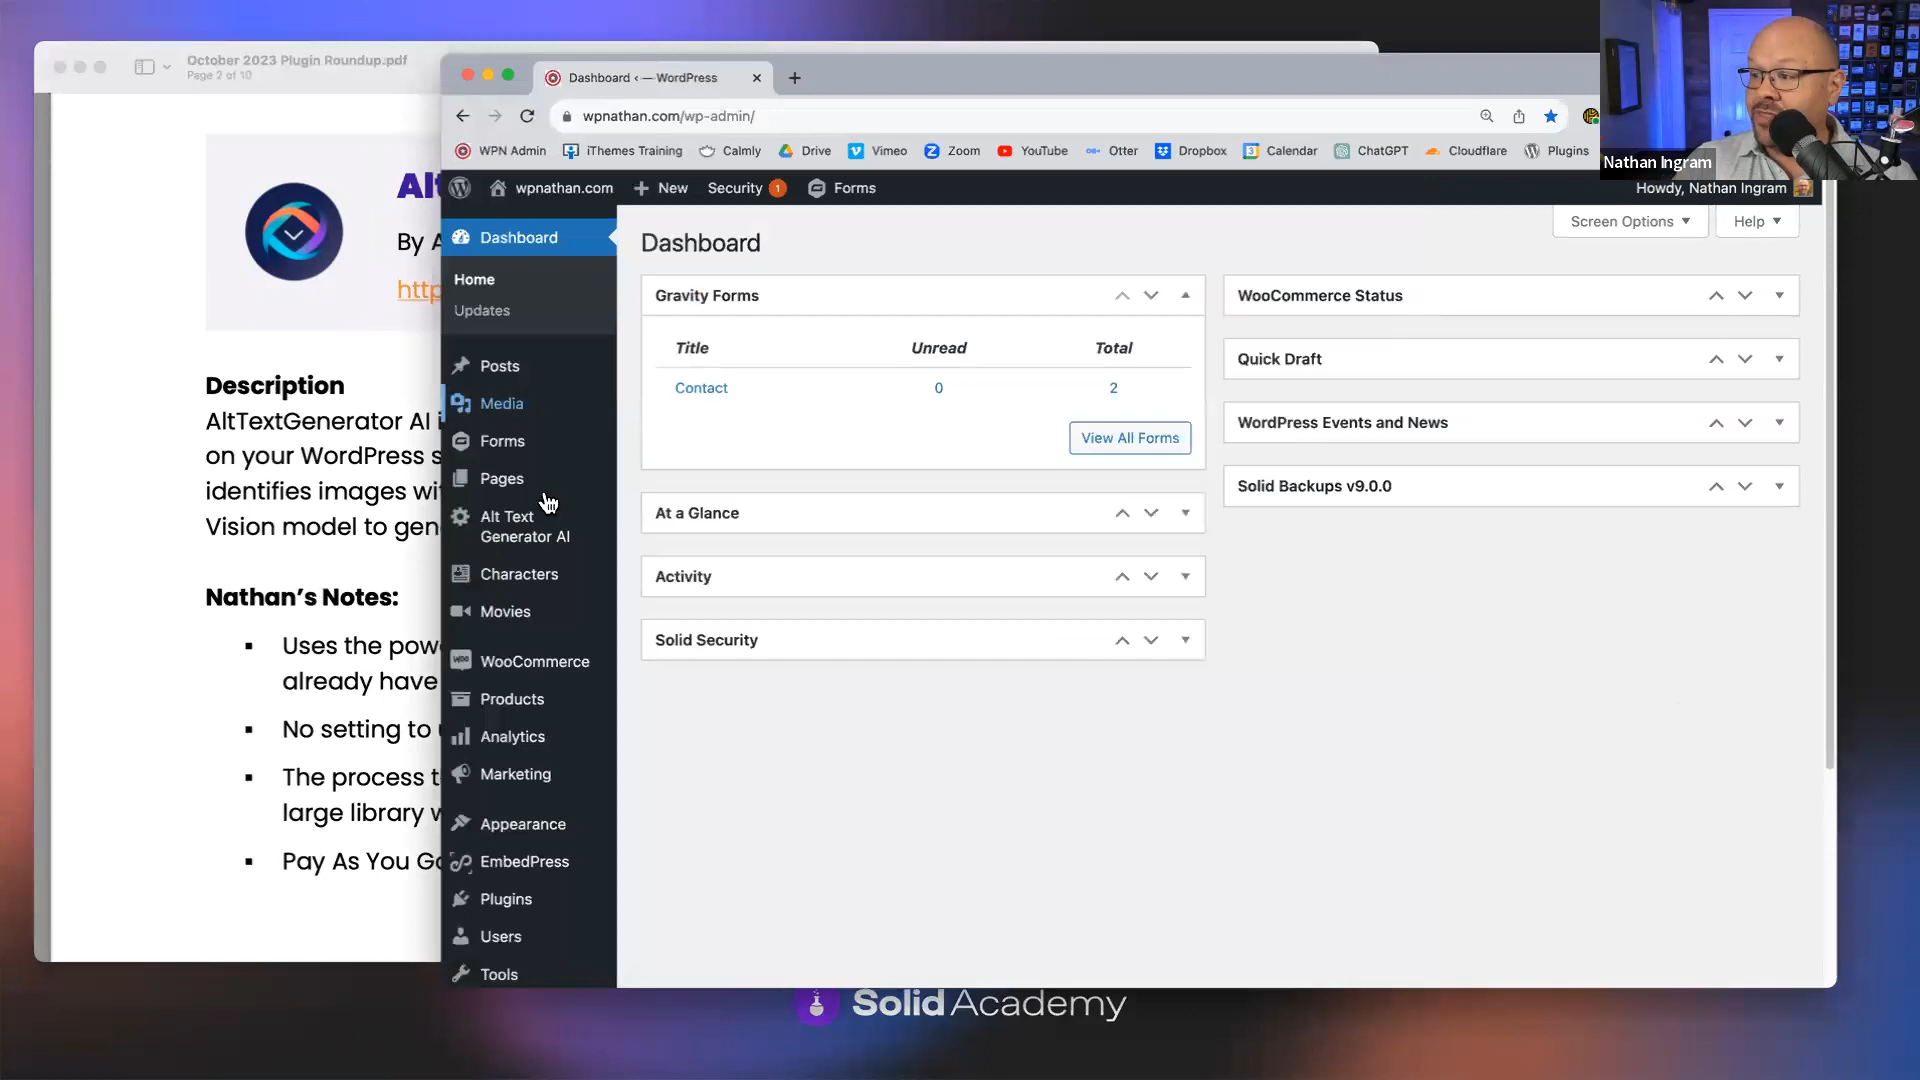 October 2023 Plugin Roundup.pdf
Page 2 of 10
Alt
By A
http
Description
AltTextGenerator AI i
on your WordPress s
identifies images wit
Vision model to gen
Nathan's Notes:
▪ Uses the pow
already have
▪ No setting to
▪ The process t
large library w
▪ Pay As You Go
Dashboard ‹ — WordPress
wpnathan.com/wp-admin/
WPN Admin
iThemes Training
Calmly
Drive
Vimeo
Zoom
YouTube
Otter
Dropbox
Calendar
ChatGPT
Cloudflare
Plugins
Nathan Ingram
wpnathan.com
New
Security 1
Forms
Howdy, Nathan Ingram
Screen Options
Help
Dashboard
Home
Updates
Posts
Media
Forms
Pages
Alt Text
Generator AI
Characters
Movies
WooCommerce
Products
Analytics
Marketing
Appearance
EmbedPress
Plugins
Users
Tools
Dashboard
Gravity Forms
Title Unread Total
Contact 0 2
View All Forms
At a Glance
Activity
Solid Security
WooCommerce Status
Quick Draft
WordPress Events and News
Solid Backups v9.0.0
SolidAcademy